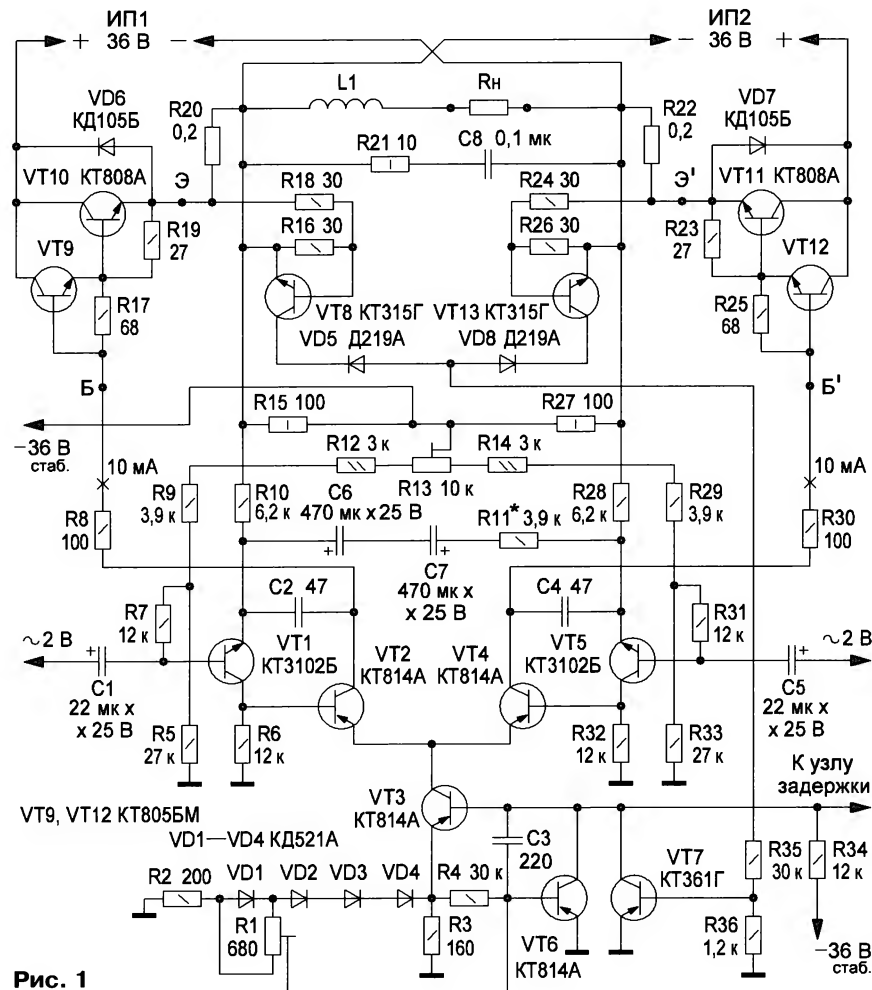 ИП1
+ 36 В −
ИП2
− 36 В +
L1
Rн
R20
0,2
R22
0,2
VD6
КД105Б
VD7
КД105Б
R21 10
C8 0,1 мк
VT10 КТ808А
Э
Э'
VT11 КТ808А
R18 30
R24 30
R16 30
R26 30
R19
27
R23
27
VT9
VT12
R17
68
R25
68
VT8 КТ315Г
VT13 КТ315Г
VD5 Д219А
VD8 Д219А
Б
Б'
R15 100
R27 100
−36 В
стаб.
R12 3 к
R14 3 к
R13 10 к
10 мА
10 мА
R9
3,9 к
R10
6,2 к
C6
470 мк х 25 В
R11* 3,9 к
R28
6,2 к
R29
3,9 к
R8
100
R30
100
C7
470 мк х
х 25 В
C2 47
C4 47
R7
12 к
R31
12 к
~2 В
~2 В
VT1
КТ3102Б
VT2
КТ814А
VT4
КТ814А
VT5
КТ3102Б
C1
22 мк х
х 25 В
C5
22 мк х
х 25 В
R5
27 к
R6
12 к
R32
12 к
R33
27 к
К узлу
задержки
VT9, VT12 КТ805БМ
VT3
КТ814А
VD1—VD4 КД521А
C3
220
VT7
КТ361Г
R35
30 к
R34
12 к
R2 200
VD1
VD2
VD3
VD4
R4 30 к
R1
680
R3
160
VT6
КТ814А
R36
1,2 к
−36 В
стаб.
Рис. 1